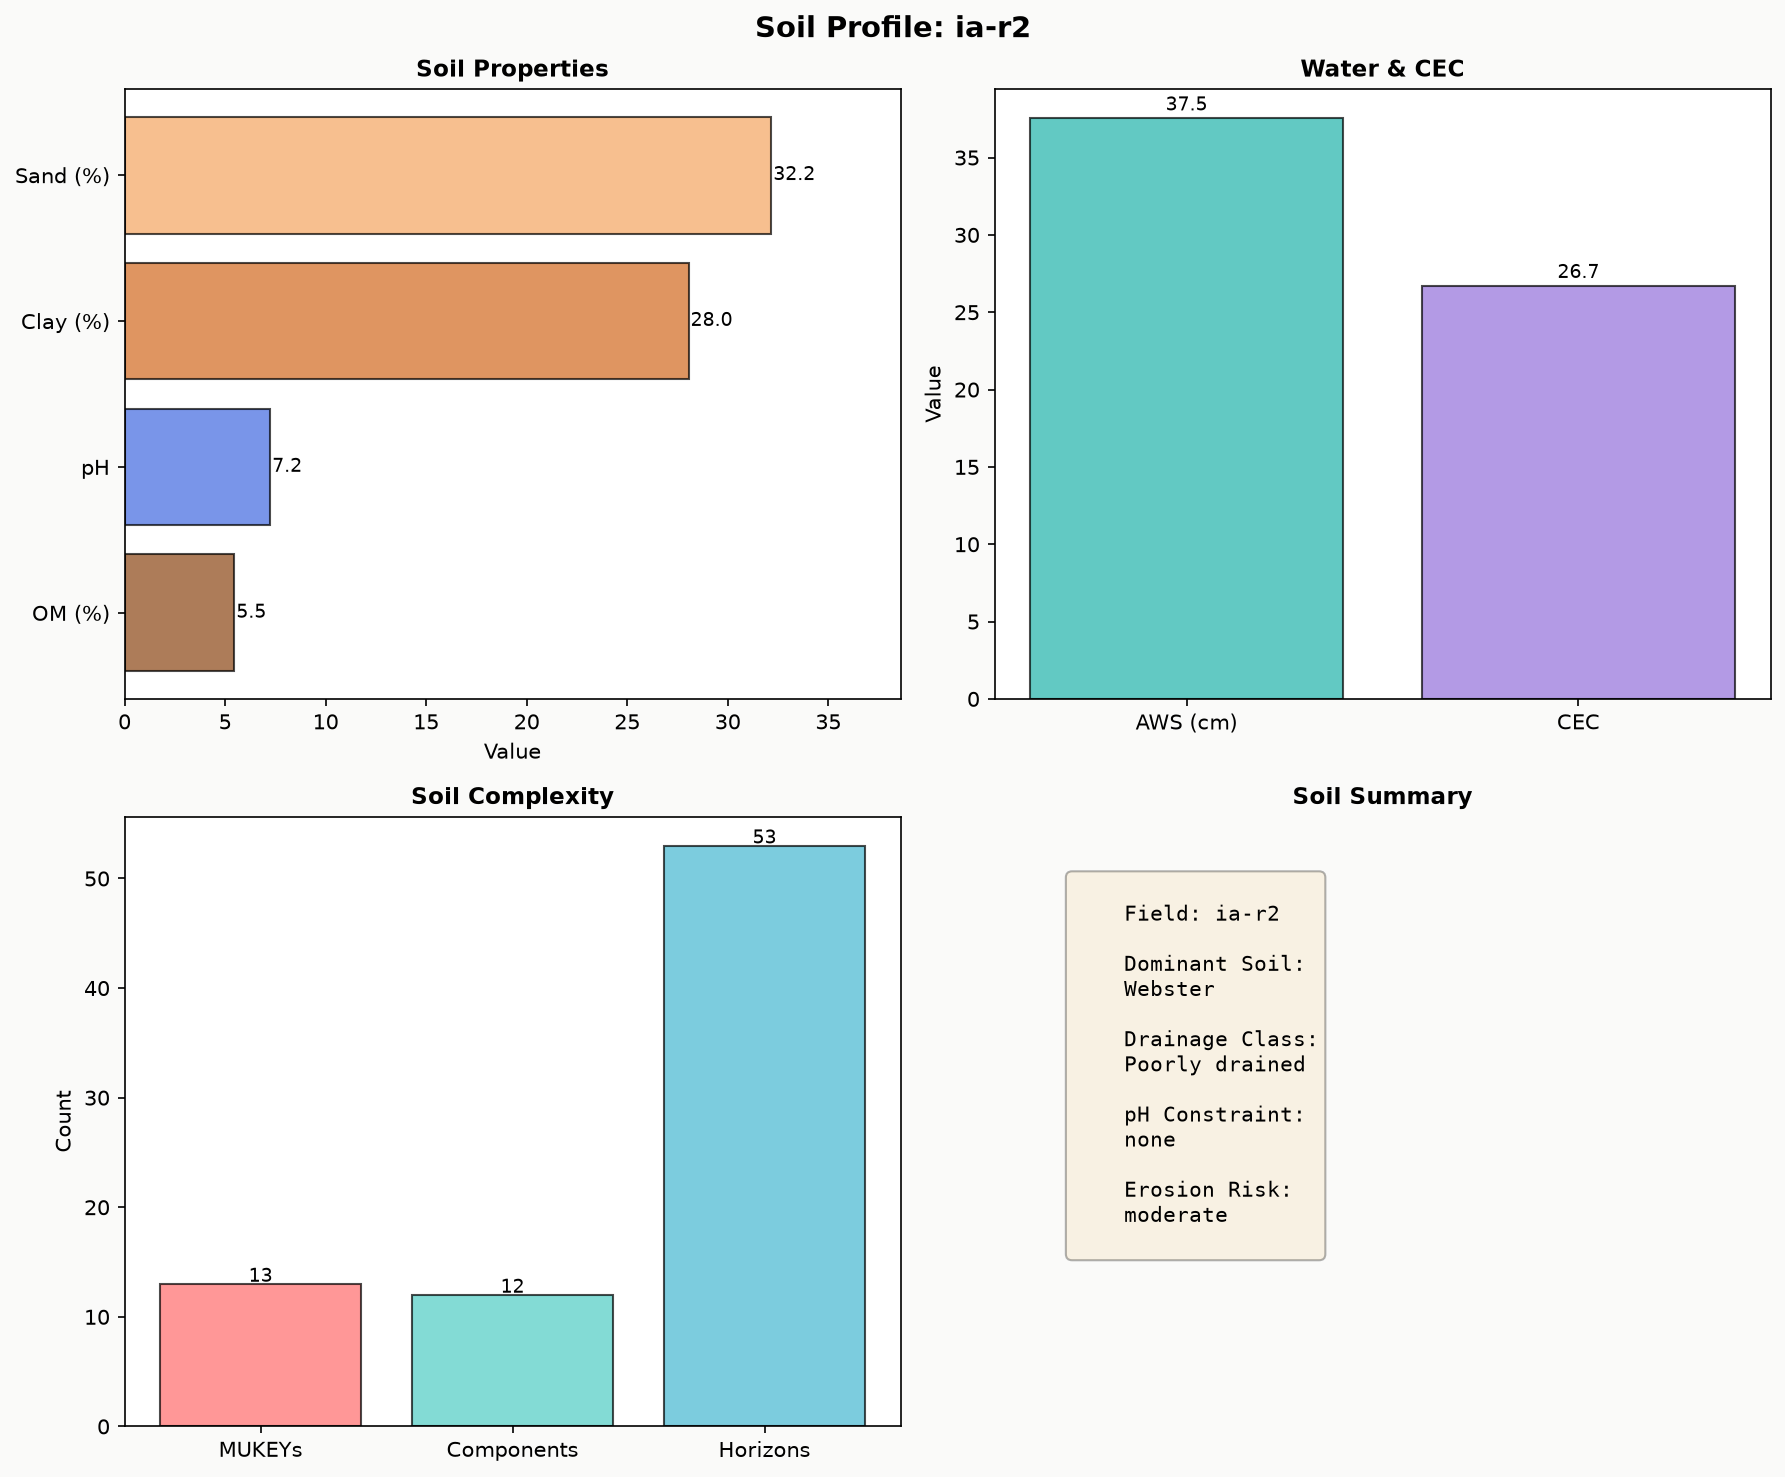 Soil Profile: ia-r2
Soil Properties
Sand (%)
32.2
Clay (%)
28.0
pH
7.2
OM (%)
5.5
0 5 10 15 20 25 30 35
Value
Water & CEC
Value
35
30
25
20
15
10
5
0
37.5
26.7
AWS (cm) CEC
Soil Complexity
Count
50
40
30
20
10
0
13
12
53
MUKEYs Components Horizons
Soil Summary
Field: ia-r2
Dominant Soil:
Webster
Drainage Class:
Poorly drained
pH Constraint:
none
Erosion Risk:
moderate